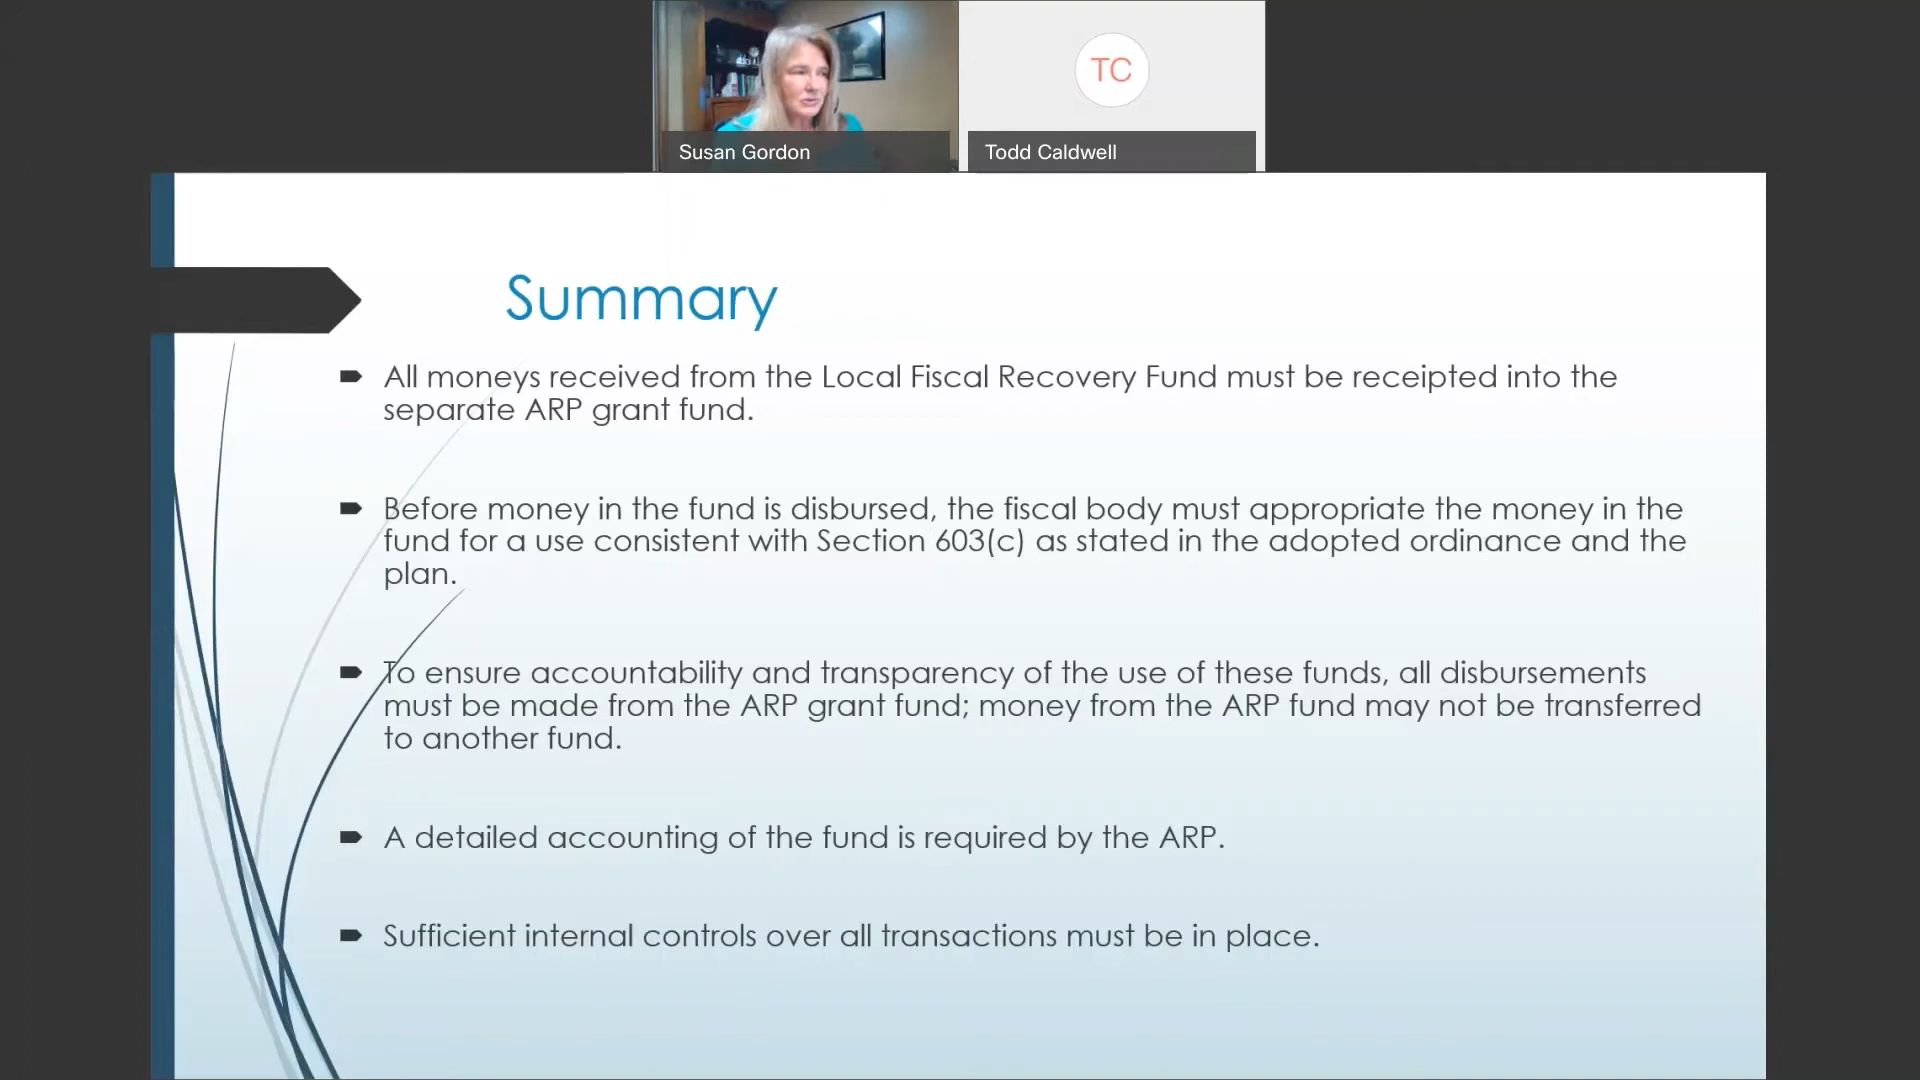 TC
Susan Gordon
Todd Caldwell
Summary
All moneys received from the Local Fiscal Recovery Fund must be receipted into the
separate ARP grant fund.
Before money in the fund is disbursed, the fiscal body must appropriate the money in the
fund for a use consistent with Section 603(c) as stated in the adopted ordinance and the
plan.
To ensure accountability and transparency of the use of these funds, all disbursements
must be made from the ARP grant fund; money from the ARP fund may not be transferred
to another fund.
A detailed accounting of the fund is required by the ARP.
Sufficient internal controls over all transactions must be in place.